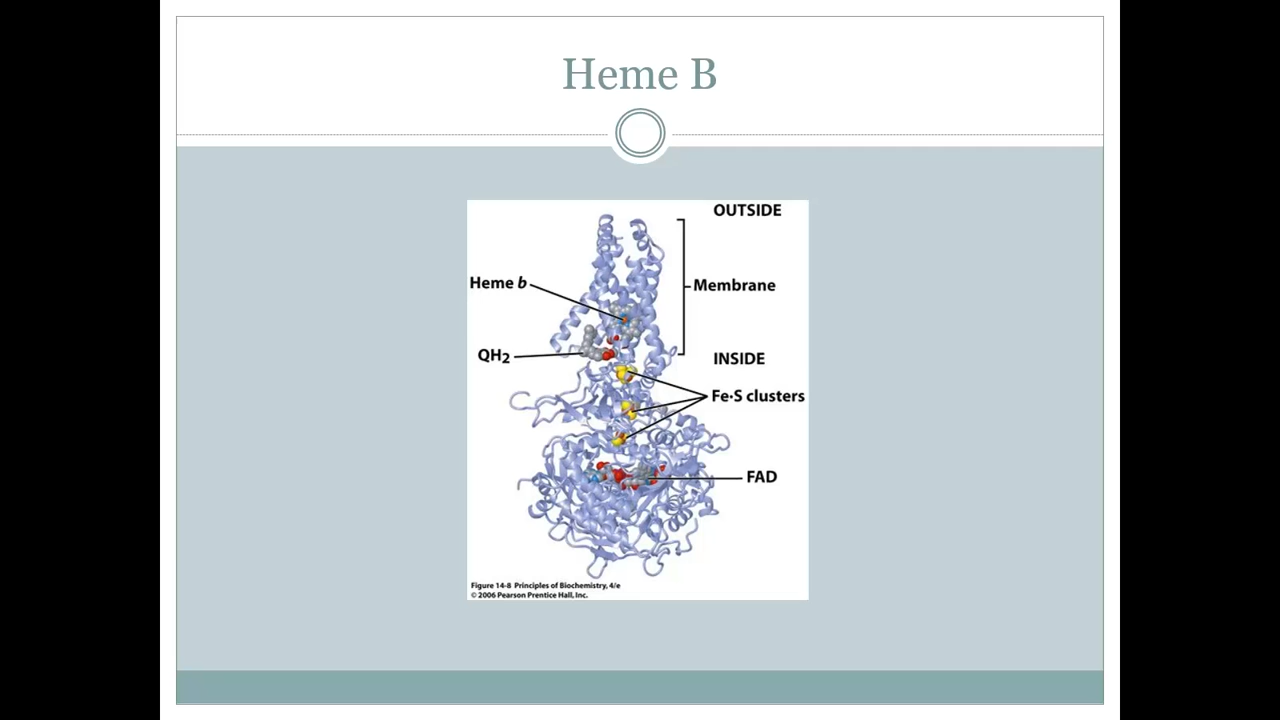 Heme B
OUTSIDE
Heme b
Membrane
QH2
INSIDE
Fe·S clusters
FAD
Figure 14-8 Principles of Biochemistry, 4/e
© 2006 Pearson Prentice Hall, Inc.